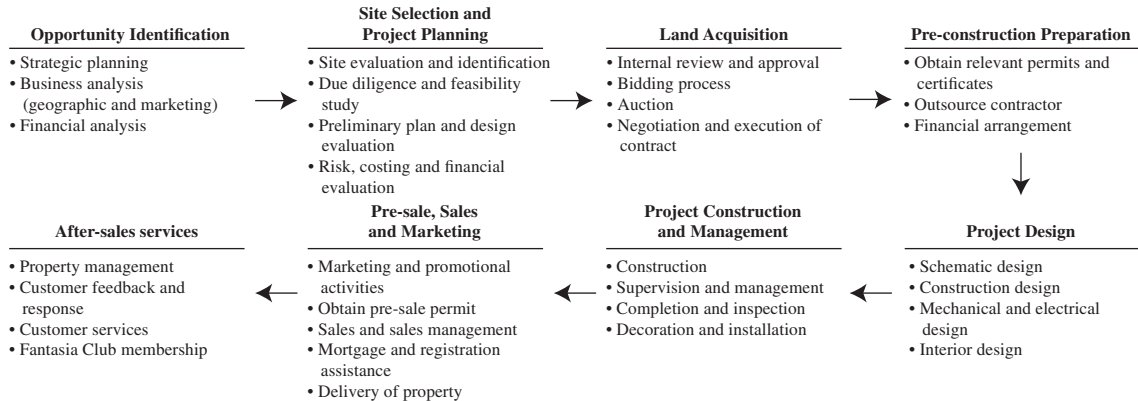 Opportunity Identification
• Strategic planning
• Business analysis
(geographic and marketing)
• Financial analysis
Site Selection and
Project Planning
• Site evaluation and identification
• Due diligence and feasibility
study
• Preliminary plan and design
evaluation
• Risk, costing and financial
evaluation
Land Acquisition
• Internal review and approval
• Bidding process
• Auction
• Negotiation and execution of
contract
Pre-construction Preparation
• Obtain relevant permits and
certificates
• Outsource contractor
• Financial arrangement
Project Design
• Schematic design
• Construction design
• Mechanical and electrical
design
• Interior design
Project Construction
and Management
• Construction
• Supervision and management
• Completion and inspection
• Decoration and installation
Pre-sale, Sales
and Marketing
• Marketing and promotional
activities
• Obtain pre-sale permit
• Sales and sales management
• Mortgage and registration
assistance
• Delivery of property
After-sales services
• Property management
• Customer feedback and
response
• Customer services
• Fantasia Club membership